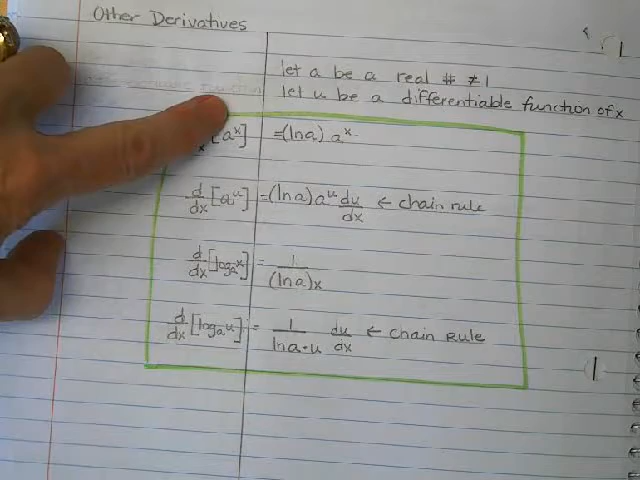 Other Derivatives
let a be a real # ≠ 1
let u be a differentiable function of x
[aˣ] = (ln a) aˣ
d/dx [aᵘ] = (ln a) aᵘ du/dx ← chain rule
d/dx [logₐx] = 1/(ln a)x
d/dx [logₐu] = 1/ln a·u du/dx ← Chain Rule